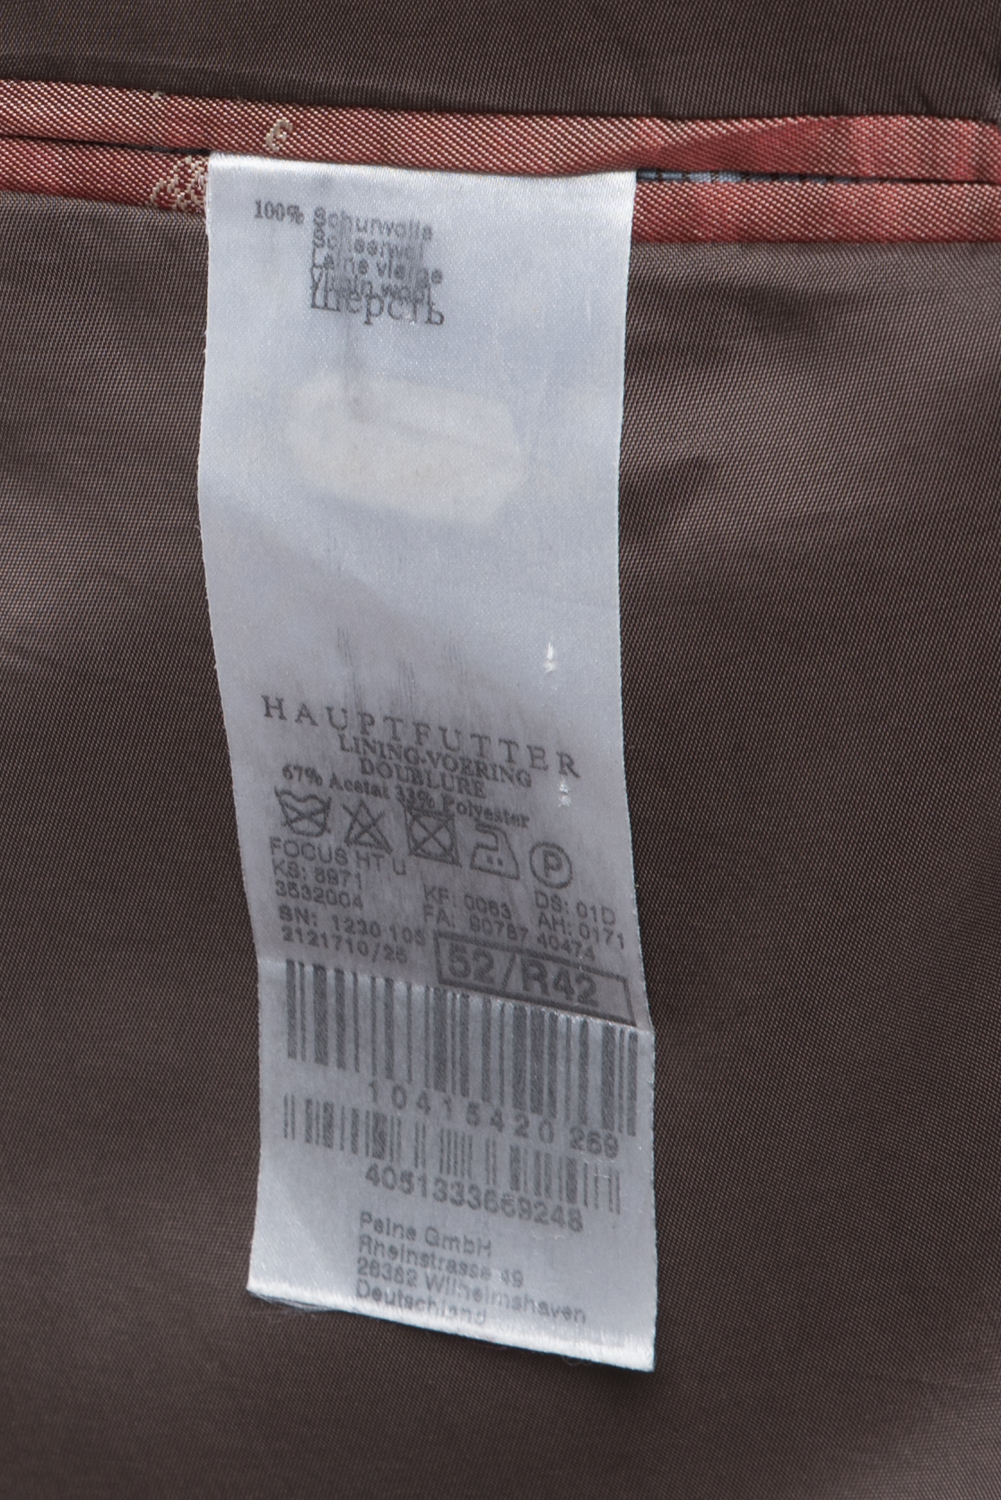 100% Schurwolle
Scheerwol
Laine vierge
Virgin wool
Шерсть
HAUPTFUTTER
LINING-VOERING
DOUBLURE
67% Acetat 33% Polyester
P
FOCUS HT U
KS: 8971 KF: 0063 DS: 01D
3532004 FA: 80787 AH: 0171
SN: 1230 105 40474
2121710/26 52/R42
10415420 269
4051333669248
Peine GmbH
Rheinstrasse 49
26382 Wilhelmshaven
Deutschland